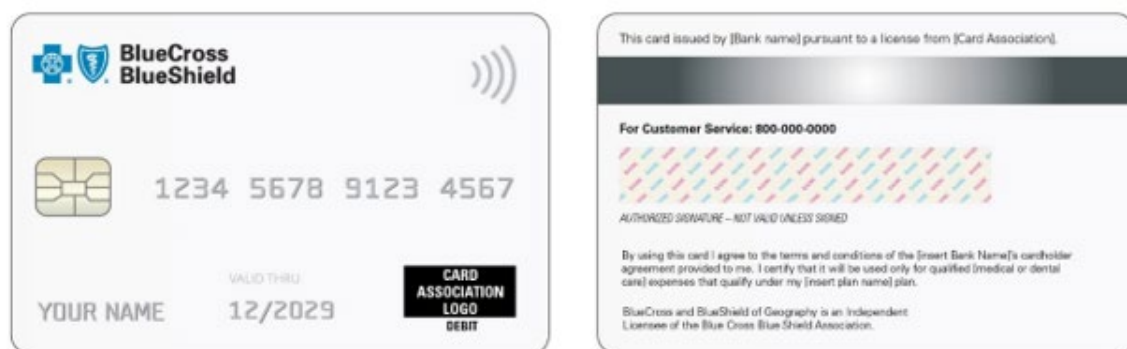 BlueCross
BlueShield
1234 5678 9123 4567
VALID THRU
12/2029
YOUR NAME
CARD
ASSOCIATION
LOGO
DEBIT
This card issued by [Bank name] pursuant to a license from [Card Association].
For Customer Service: 800-000-0000
AUTHORIZED SIGNATURE – NOT VALID UNLESS SIGNED
By using this card I agree to the terms and conditions of the [insert Bank Name]'s cardholder
agreement provided to me. I certify that it will be used only for qualified [medical or dental
care] expenses that qualify under my [insert plan name] plan.
BlueCross and BlueShield of Geography is an Independent
Licensee of the Blue Cross Blue Shield Association.